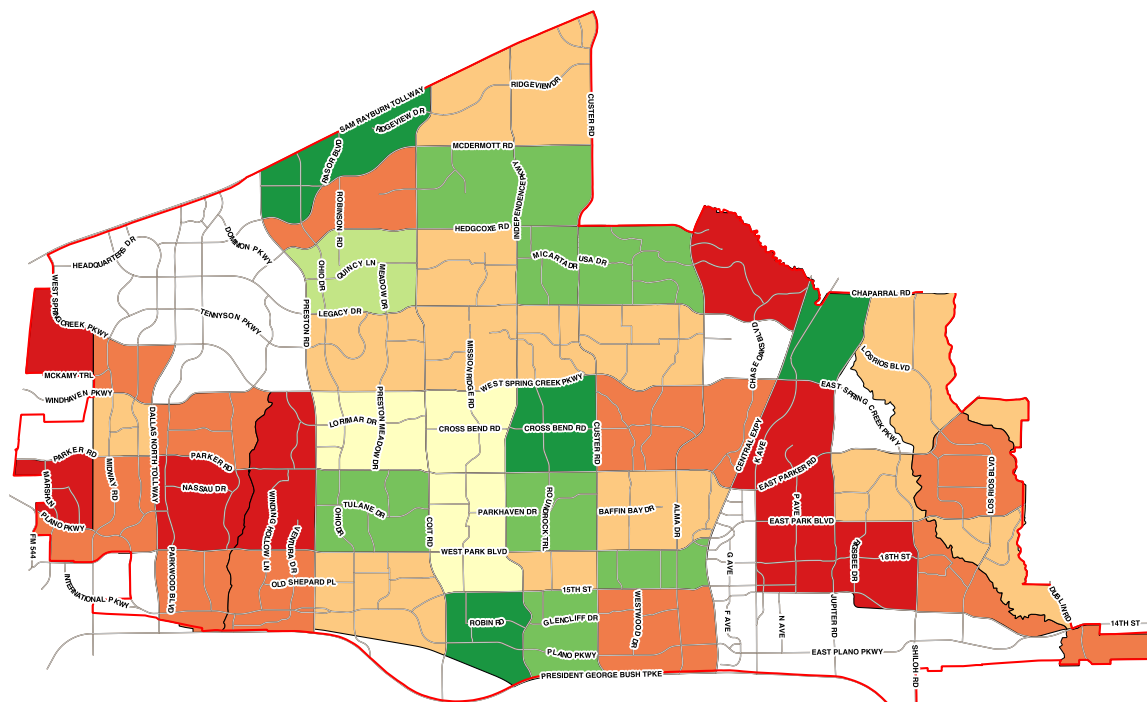 RIDGEVIEW DR
SAM RAYBURN TOLLWAY
RIDGEVIEW DR
CUSTER RD
RASOR BLVD
MCDERMOTT RD
INDEPENDENCE PKWY
ROBINSON RD
HEDGCOXE RD
DOMINION PKWY
HEADQUARTERS DR
OHIO DR
QUINCY LN
MEADOW DR
MICARTA DR
USA DR
WEST SPRING CREEK PKWY
CHAPARRAL RD
PRESTON RD
LEGACY DR
TENNYSON PKWY
MISSION RIDGE RD
CHASE OAKS BLVD
LOS RIOS BLVD
MCKAMY TRL
WINDHAVEN PKWY
WEST SPRING CREEK PKWY
EAST SPRING CREEK PKWY
PRESTON MEADOW DR
LORIMAR DR
CROSS BEND RD
CROSS BEND RD
CUSTER RD
CENTRAL EXPY
K AVE
DALLAS NORTH TOLLWAY
PARKER RD
PARKER RD
MIDWAY RD
EAST PARKER RD
LOS RIOS BLVD
NASSAU DR
WINDING HOLLOW LN
ROUNDROCK TRL
P AVE
TULANE DR
OHIO DR
COIT RD
PARKHAVEN DR
BAFFIN BAY DR
ALMA DR
EAST PARK BLVD
PLANO PKWY
FM 544
VENTURA DR
WEST PARK BLVD
G AVE
RIGSBEE DR
18TH ST
INTERNATIONAL PKWY
PARKWOOD BLVD
OLD SHEPARD PL
15TH ST
WESTWOOD DR
DUBLIN RD
ROBIN RD
GLENCLIFF DR
F AVE
N AVE
JUPITER RD
14TH ST
PLANO PKWY
EAST PLANO PKWY
SHILOH RD
PRESIDENT GEORGE BUSH TPKE